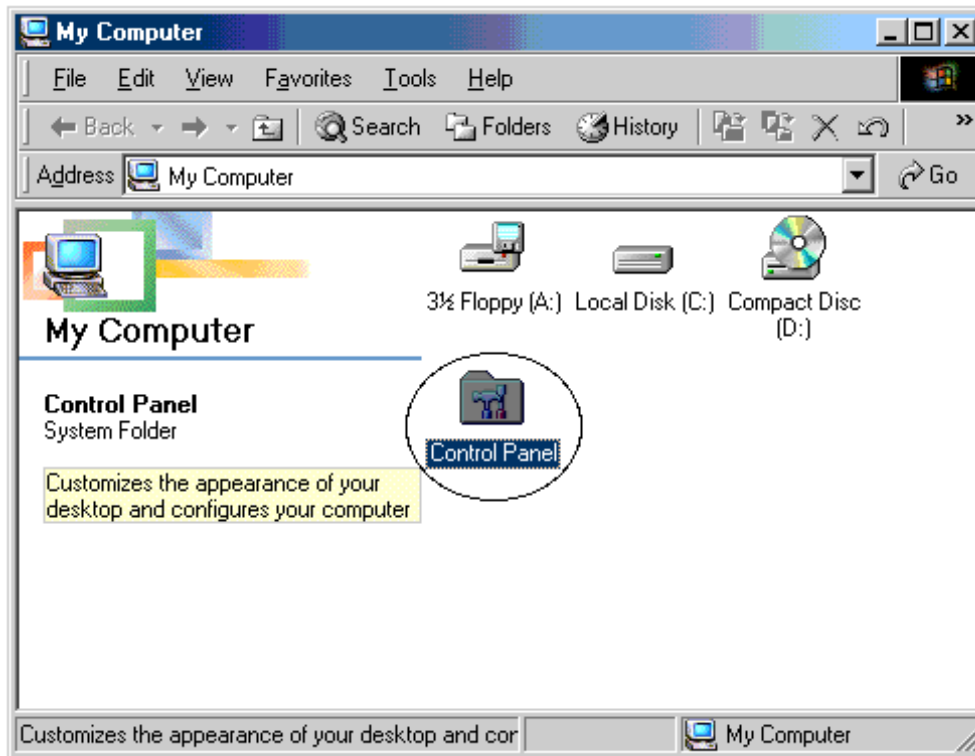 My Computer
File Edit View Favorites Tools Help
Back Search Folders History »
Address My Computer Go
3½ Floppy (A:) Local Disk (C:) Compact Disc
(D:)
My Computer
Control Panel
System Folder
Control Panel
Customizes the appearance of your
desktop and configures your computer
Customizes the appearance of your desktop and cor My Computer